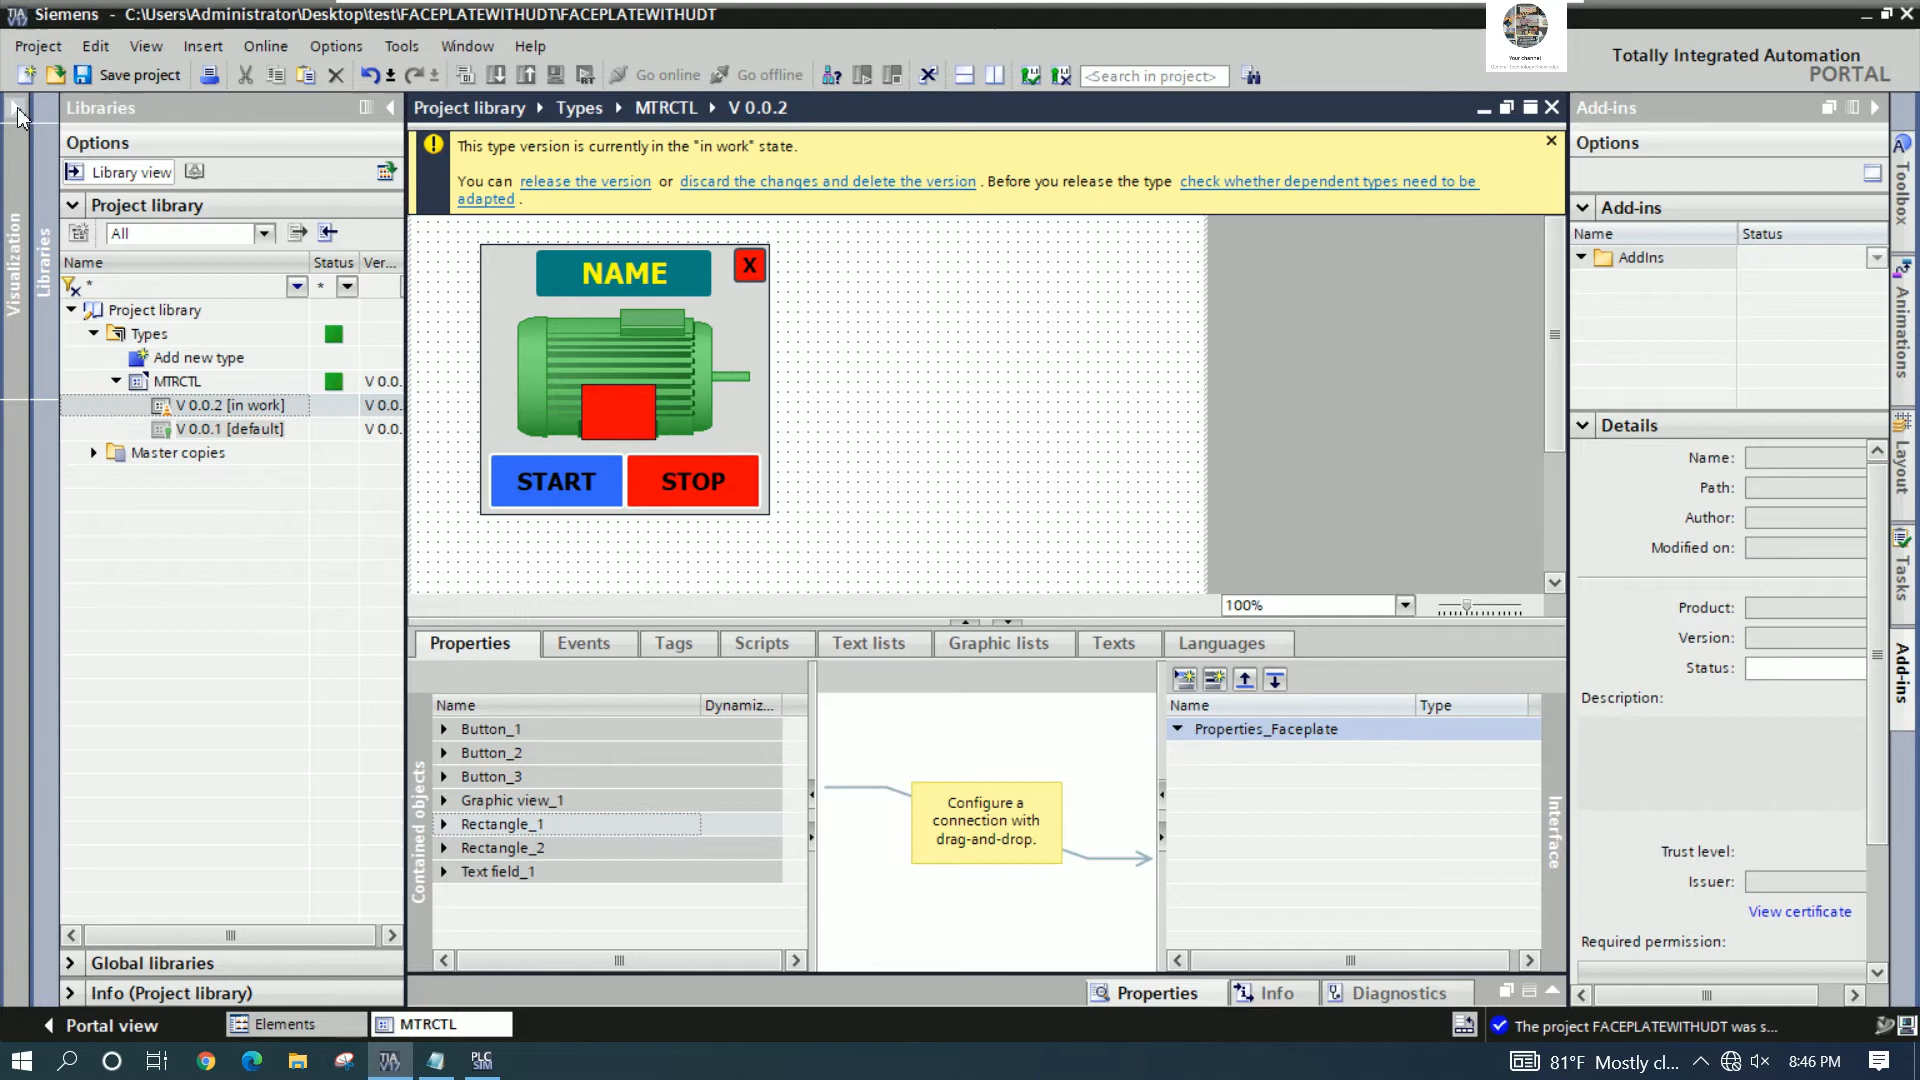 Siemens - C:\Users\Administrator\Desktop\test\FACEPLATEWITHUDT\FACEPLATEWITHUDT
Project Edit View Insert Online Options Tools Window Help
Save project
Go online
Go offline
<Search in project>
Your channel
Totally Integrated Automation
PORTAL
Visualization
Libraries
Libraries
Options
Library view
Project library
All
Name Status Ver...
* *
Project library
Types
Add new type
MTRCTL V 0.0.
V 0.0.2 [in work] V 0.0.
V 0.0.1 [default] V 0.0.
Master copies
Global libraries
Info (Project library)
Project library Types MTRCTL V 0.0.2
This type version is currently in the "in work" state.
You can release the version or discard the changes and delete the version . Before you release the type check whether dependent types need to be
adapted .
NAME
X
START STOP
100%
Properties Events Tags Scripts Text lists Graphic lists Texts Languages
Contained objects
Name Dynamiz...
Button_1
Button_2
Button_3
Graphic view_1
Rectangle_1
Rectangle_2
Text field_1
Configure a
connection with
drag-and-drop.
Name Type
Properties_Faceplate
Interface
Properties Info Diagnostics
Add-ins
Options
Add-ins
Name Status
AddIns
Details
Name:
Path:
Author:
Modified on:
Product:
Version:
Status:
Description:
Trust level:
Issuer:
View certificate
Required permission:
Toolbox
Animations
Layout
Tasks
Add-ins
Portal view
Elements
MTRCTL
The project FACEPLATEWITHUDT was s...
TIA
PLC
SIM
81°F Mostly cl...
8:46 PM